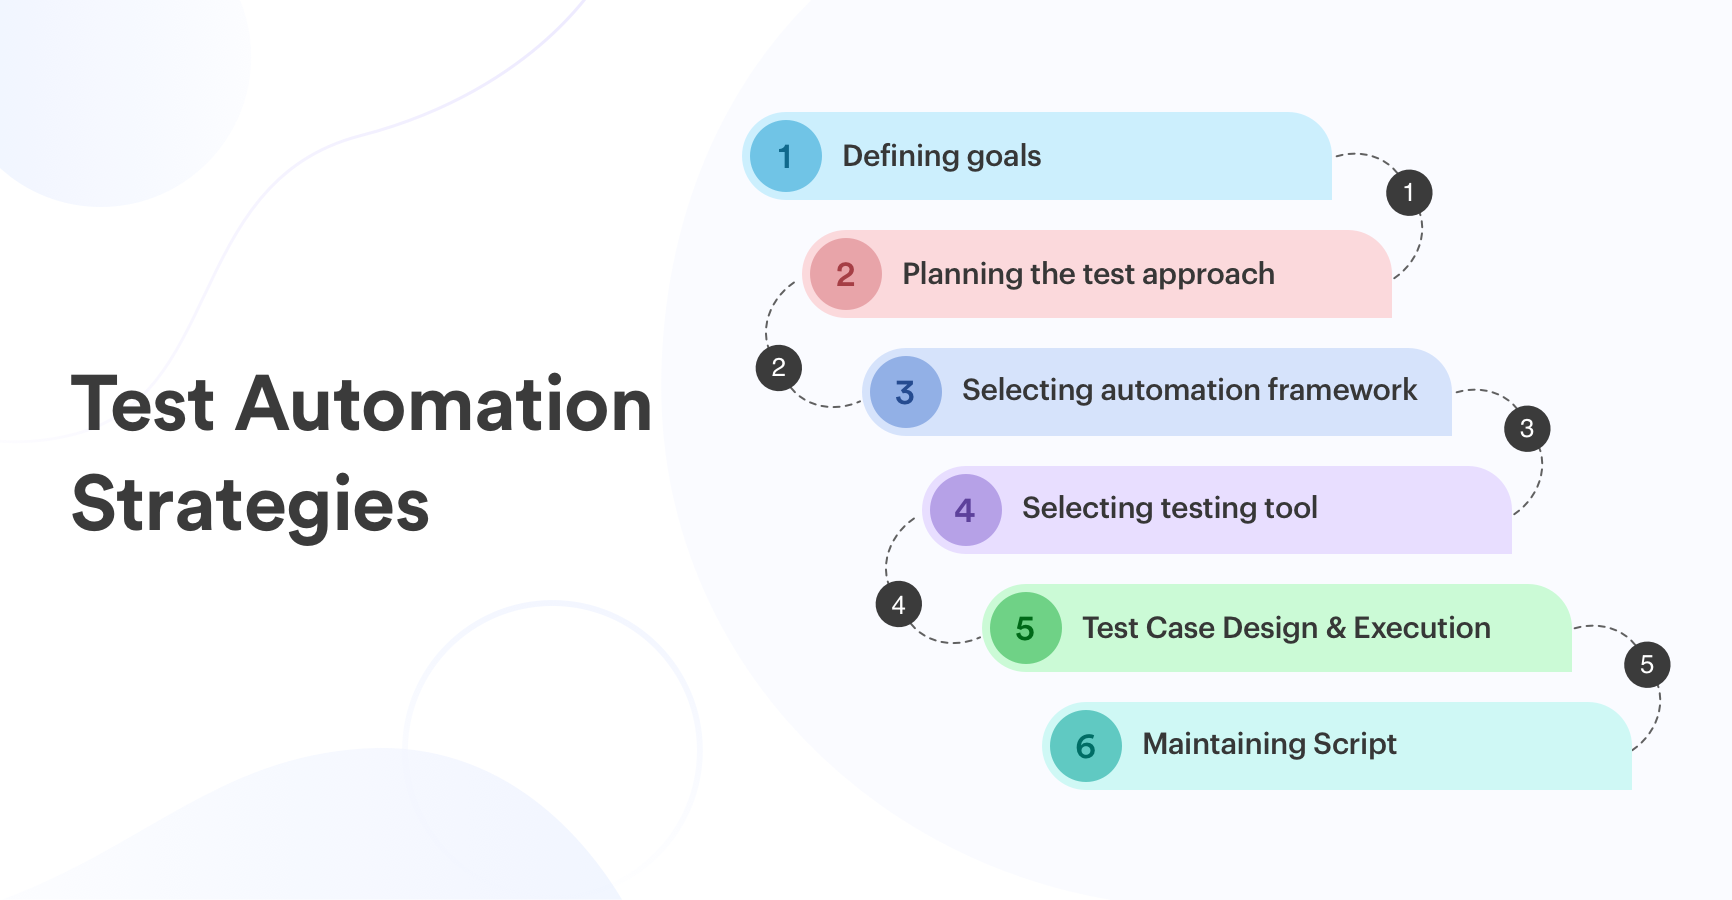 Test Automation
Strategies
1 Defining goals
1
2 Planning the test approach
2
3 Selecting automation framework
3
4 Selecting testing tool
4
5 Test Case Design & Execution
5
6 Maintaining Script